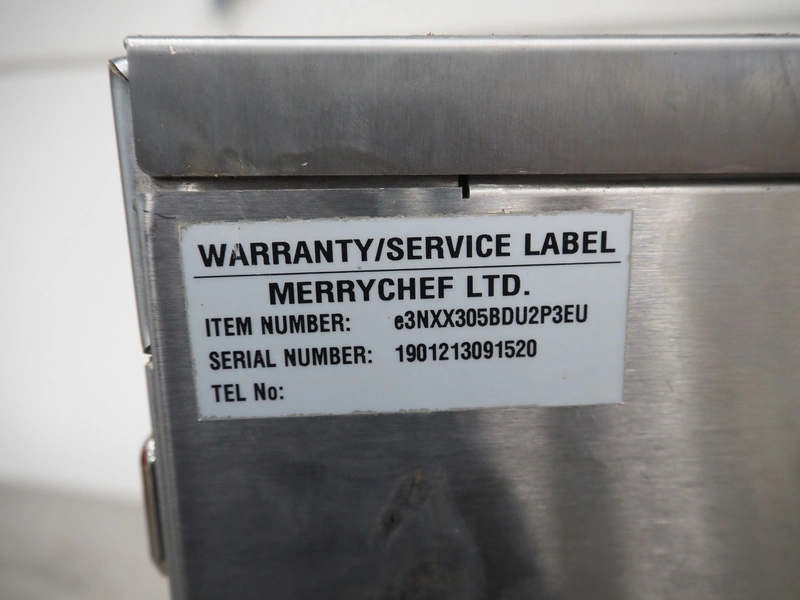 WARRANTY/SERVICE LABEL
MERRYCHEF LTD.
ITEM NUMBER: e3NXX305BDU2P3EU
SERIAL NUMBER: 1901213091520
TEL No: